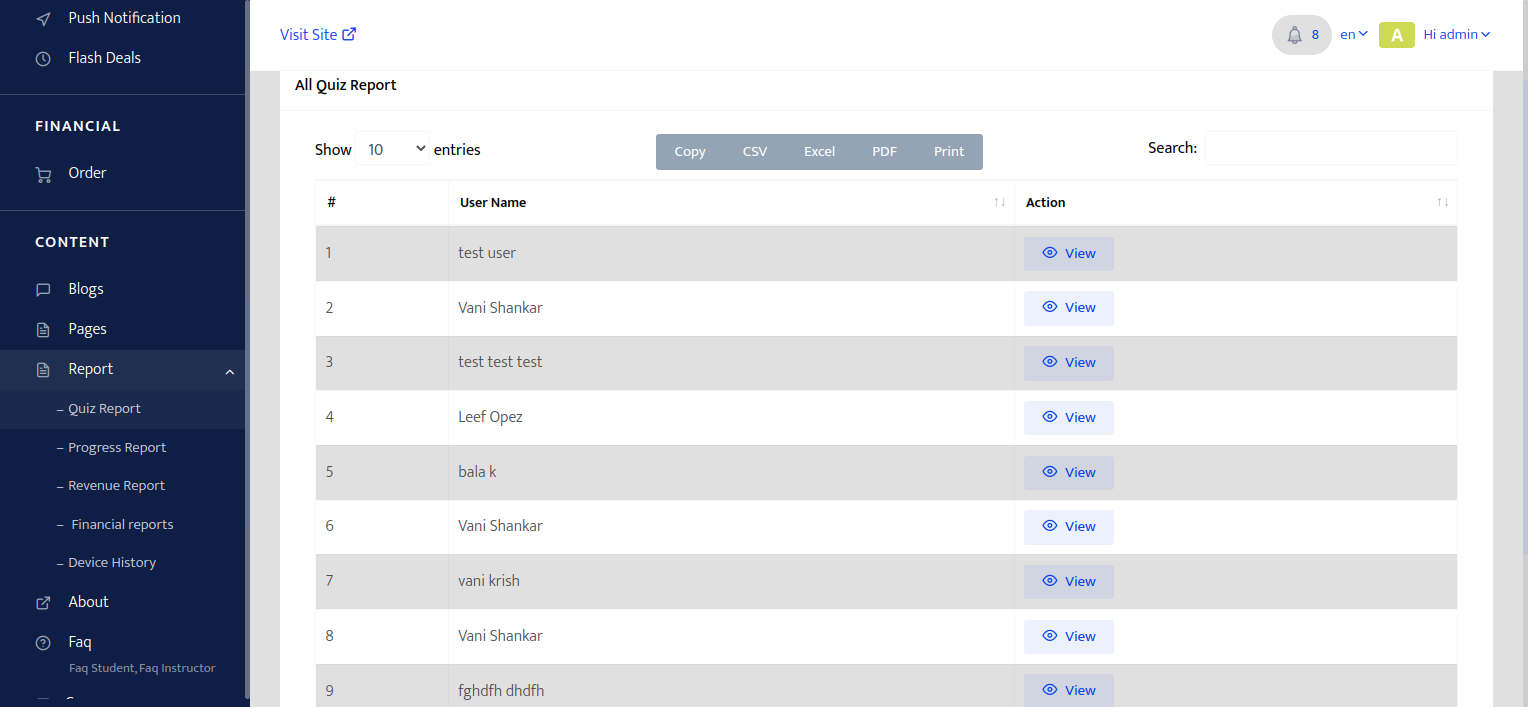 Push Notification
Flash Deals
FINANCIAL
Order
CONTENT
Blogs
Pages
Report
– Quiz Report
– Progress Report
– Revenue Report
– Financial reports
– Device History
About
Faq
Faq Student, Faq Instructor
Visit Site
8 en A Hi admin
All Quiz Report
Show 10 entries
Copy CSV Excel PDF Print
Search:
# User Name Action
1 test user View
2 Vani Shankar View
3 test test test View
4 Leef Opez View
5 bala k View
6 Vani Shankar View
7 vani krish View
8 Vani Shankar View
9 fghdfh dhdfh View